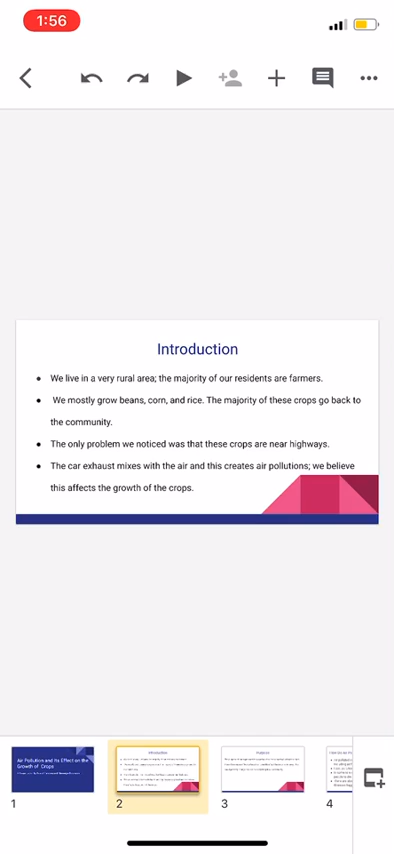 1:56
Introduction
● We live in a very rural area; the majority of our residents are farmers.
● We mostly grow beans, corn, and rice. The majority of these crops go back to
the community.
● The only problem we noticed was that these crops are near highways.
● The car exhaust mixes with the air and this creates air pollutions; we believe
this affects the growth of the crops.
Air Pollution and Its Effect on the
Growth of Crops
Introduction
1
2
3
4